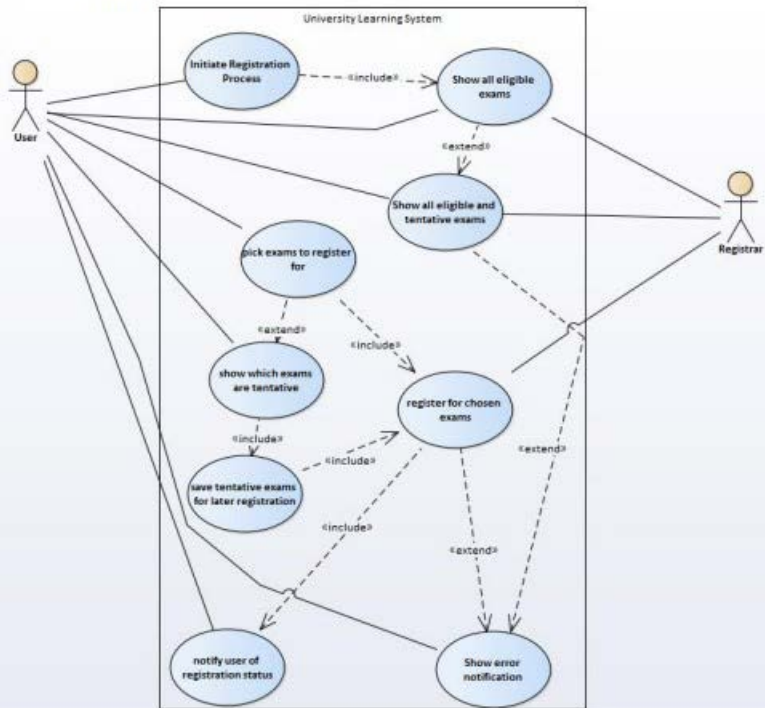 University Learning System
Initiate Registration
Process
«include»
Show all eligible
exams
User
«extend»
Show all eligible and
tentative exams
Registrar
pick exams to register
for
«extend»
«include»
show which exams
are tentative
register for chosen
exams
«include»
«include»
«extend»
save tentative exams
for later registration
«include»
«extend»
notify user of
registration status
Show error
notification